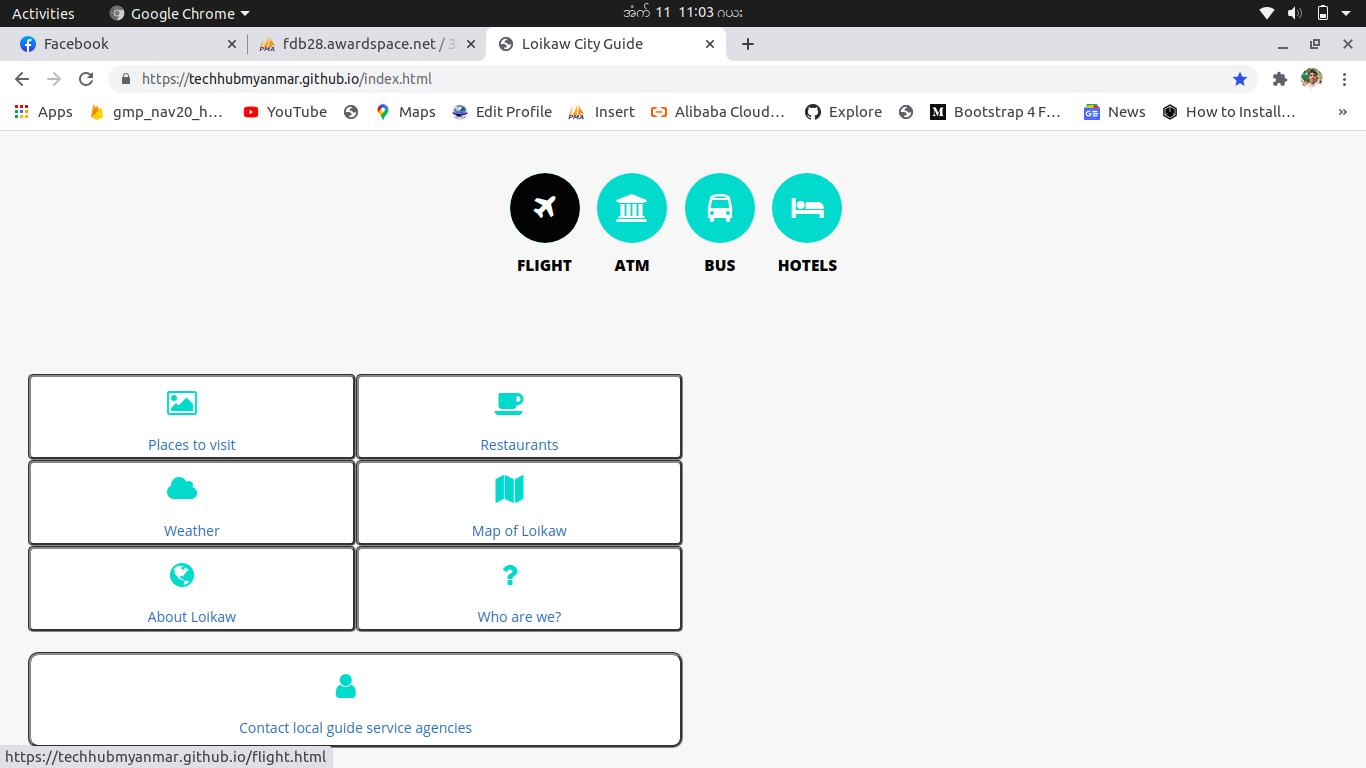 Activities Google Chrome အံက် 11 11:03 ဂယး
Facebook fdb28.awardspace.net / 3 Loikaw City Guide
https://techhubmyanmar.github.io/index.html
Apps gmp_nav20_h... YouTube Maps Edit Profile Insert Alibaba Cloud... Explore Bootstrap 4 F... News How to Install... »
FLIGHT ATM BUS HOTELS
Places to visit Restaurants
Weather Map of Loikaw
About Loikaw Who are we?
Contact local guide service agencies
https://techhubmyanmar.github.io/flight.html